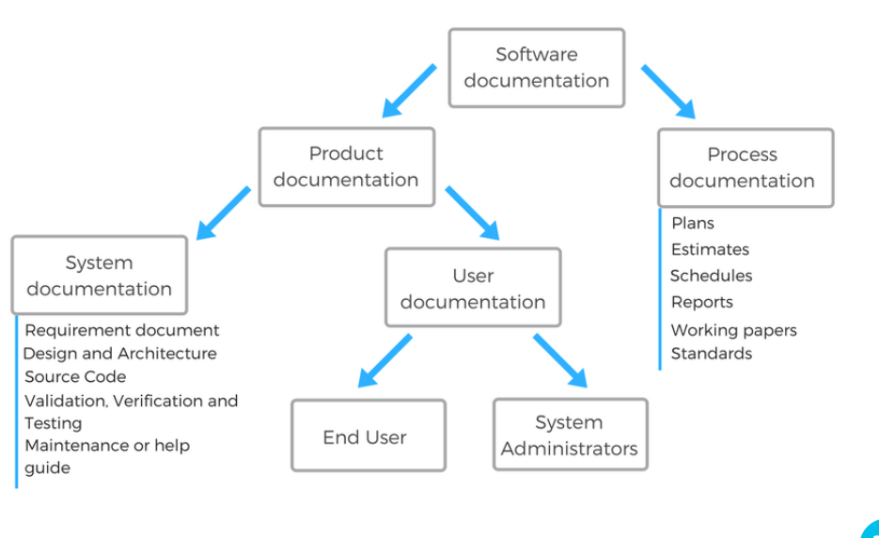 Software
documentation
Product
documentation
Process
documentation
Plans
Estimates
Schedules
Reports
Working papers
Standards
System
documentation
Requirement document
Design and Architecture
Source Code
Validation, Verification and
Testing
Maintenance or help
guide
User
documentation
End User
System
Administrators